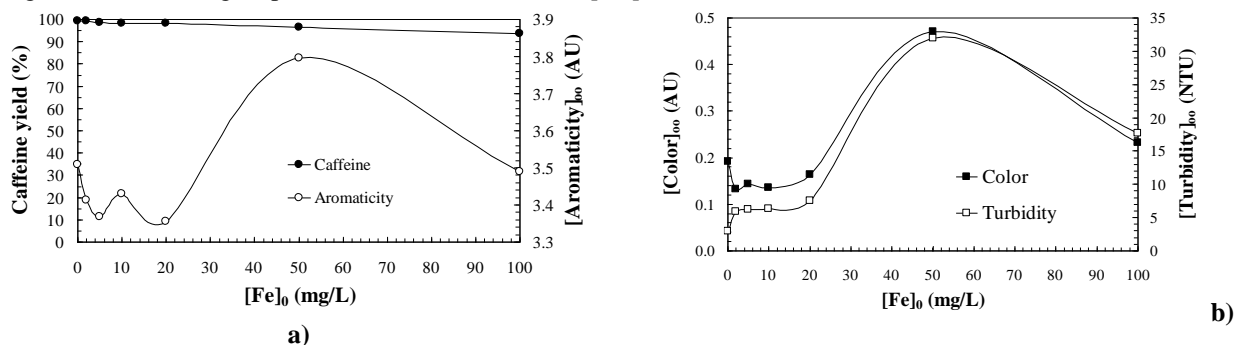 100
90
80
70
60
50
40
30
20
10
0
Caffeine yield (%)
3.9
3.8
3.7
3.6
3.5
3.4
3.3
[Aromaticity]∞ (AU)
Caffeine
Aromaticity
0 10 20 30 40 50 60 70 80 90 100
[Fe]₀ (mg/L)
a)
0.5
0.4
0.3
0.2
0.1
0.0
[Color]∞ (AU)
35
30
25
20
15
10
5
0
[Turbidity]∞ (NTU)
Color
Turbidity
0 10 20 30 40 50 60 70 80 90 100
[Fe]₀ (mg/L)
b)